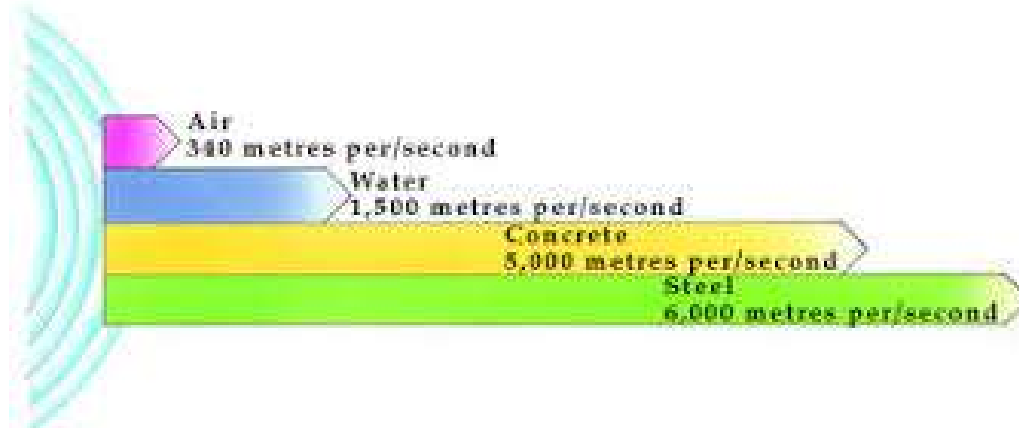 Air
340 metres per/second
Water
1,500 metres per/second
Concrete
5,000 metres per/second
Steel
6,000 metres per/second